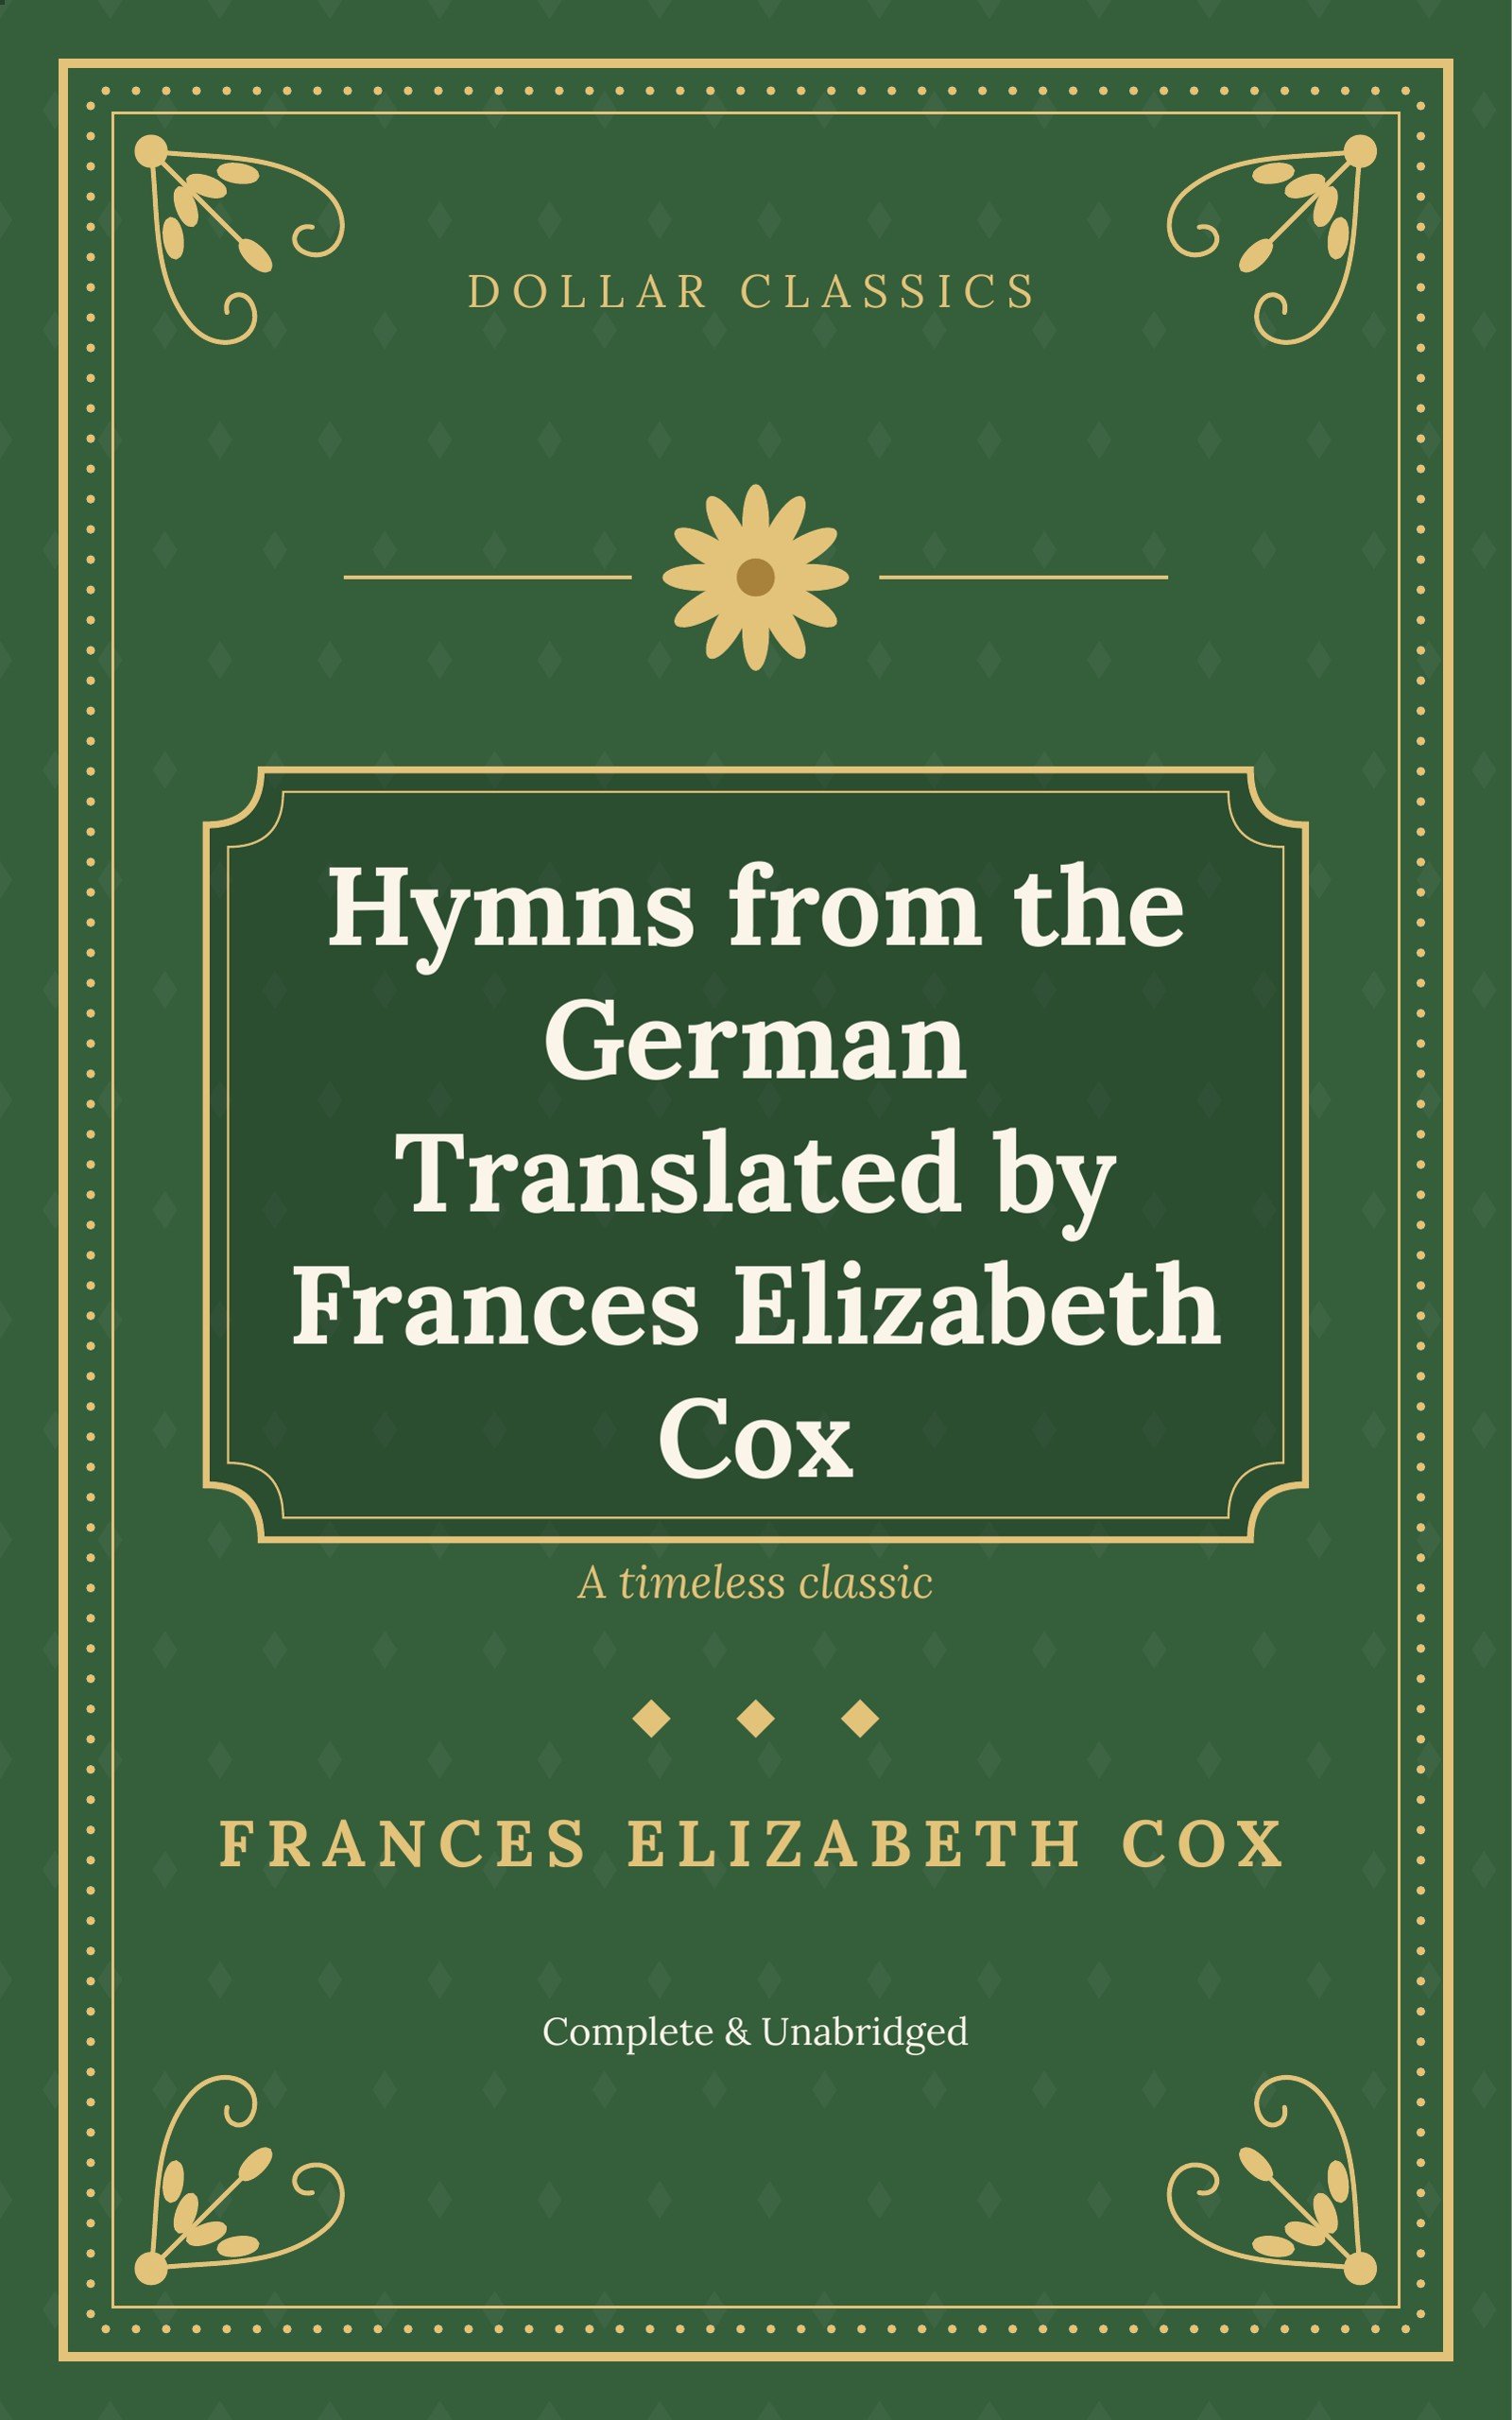 DOLLAR CLASSICS
Hymns from the
German
Translated by
Frances Elizabeth
Cox
A timeless classic
FRANCES ELIZABETH COX
Complete & Unabridged